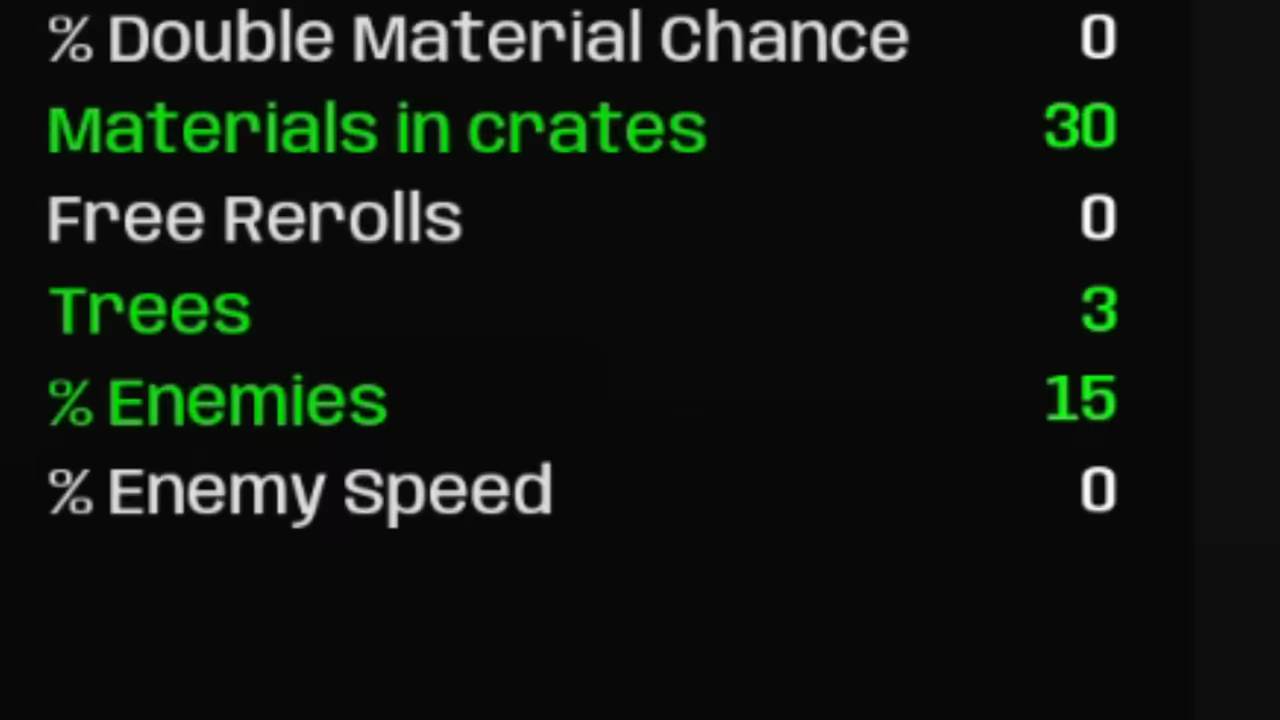 % Double Material Chance 0
Materials in crates 30
Free Rerolls 0
Trees 3
% Enemies 15
% Enemy Speed 0